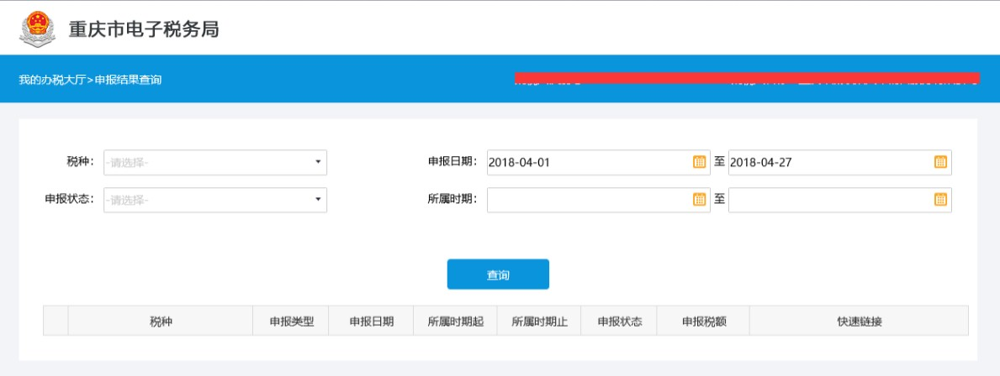 重庆市电子税务局
我的办税大厅>申报结果查询
税种： -请选择- 申报日期： 2018-04-01 至 2018-04-27
申报状态： -请选择- 所属时期： 至
查询
税种 申报类型 申报日期 所属时期起 所属时期止 申报状态 申报税额 快速链接